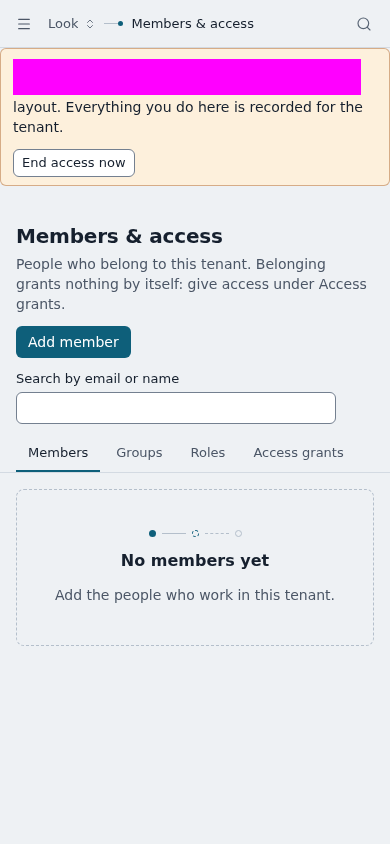 Look
Members & access
layout. Everything you do here is recorded for the
tenant.
End access now
Members & access
People who belong to this tenant. Belonging
grants nothing by itself: give access under Access
grants.
Add member
Search by email or name
Members
Groups
Roles
Access grants
No members yet
Add the people who work in this tenant.